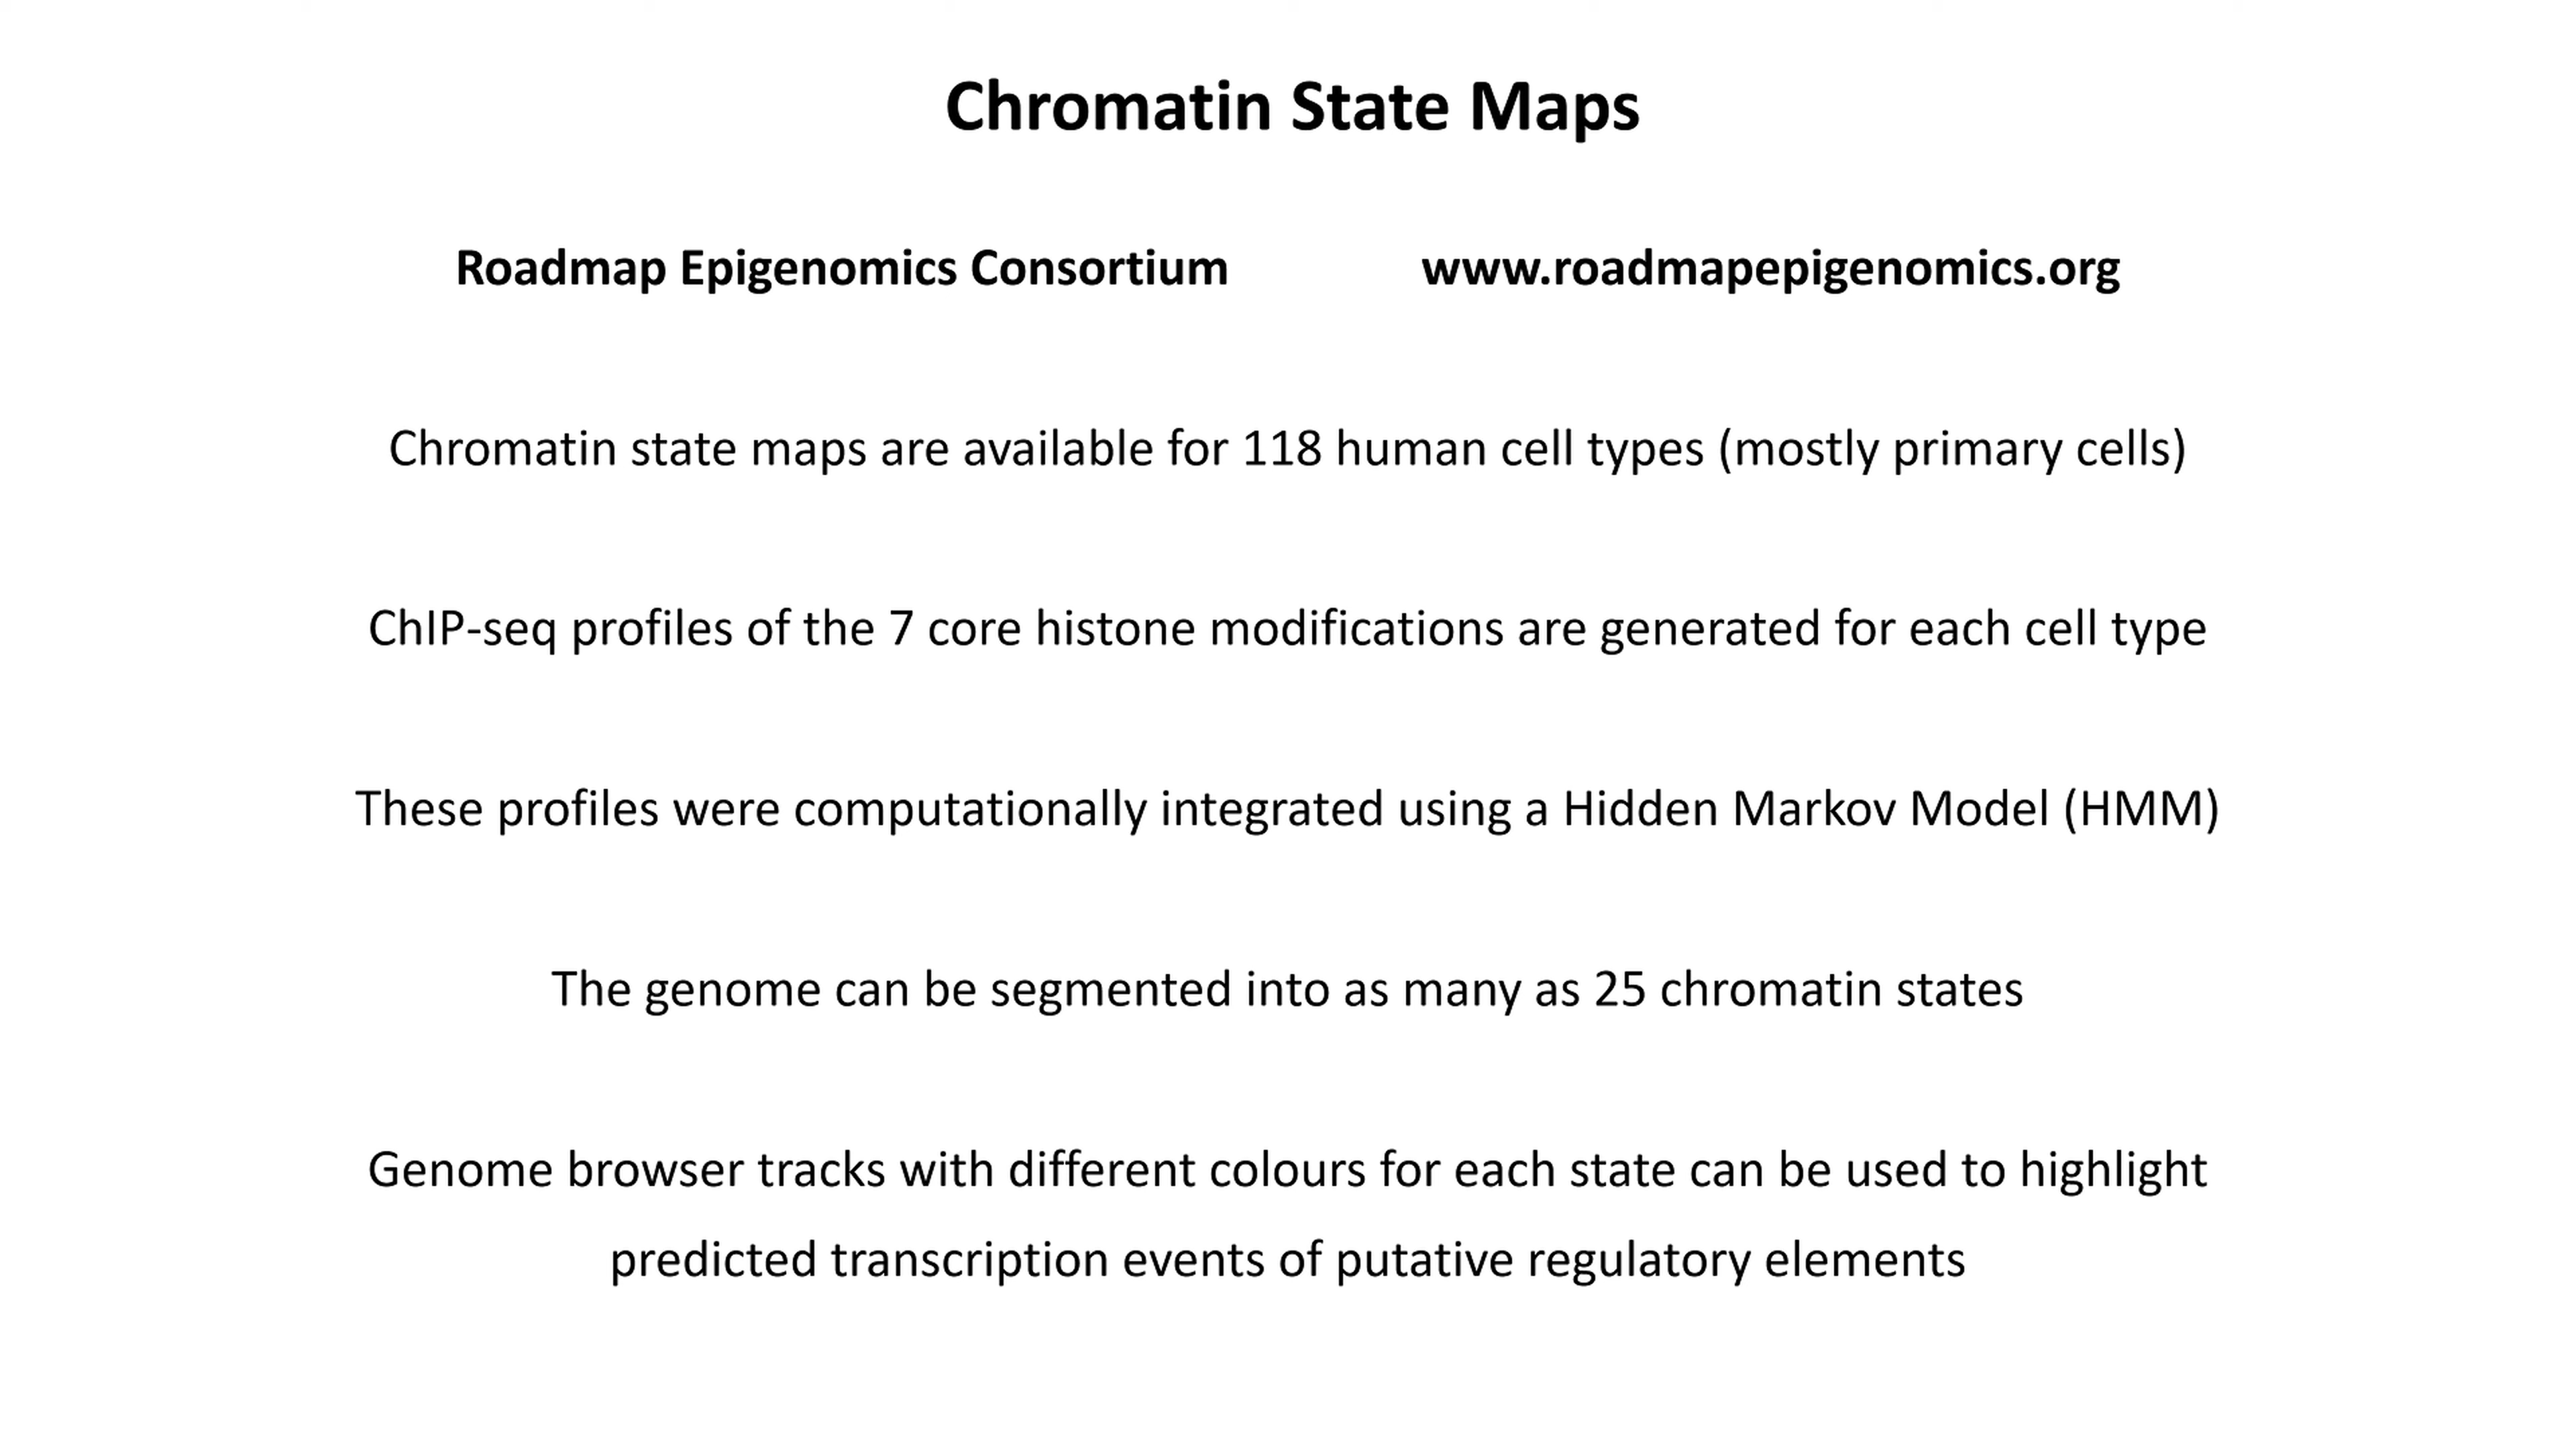 Chromatin State Maps
Roadmap Epigenomics Consortium www.roadmapepigenomics.org
Chromatin state maps are available for 118 human cell types (mostly primary cells)
ChIP-seq profiles of the 7 core histone modifications are generated for each cell type
These profiles were computationally integrated using a Hidden Markov Model (HMM)
The genome can be segmented into as many as 25 chromatin states
Genome browser tracks with different colours for each state can be used to highlight
predicted transcription events of putative regulatory elements